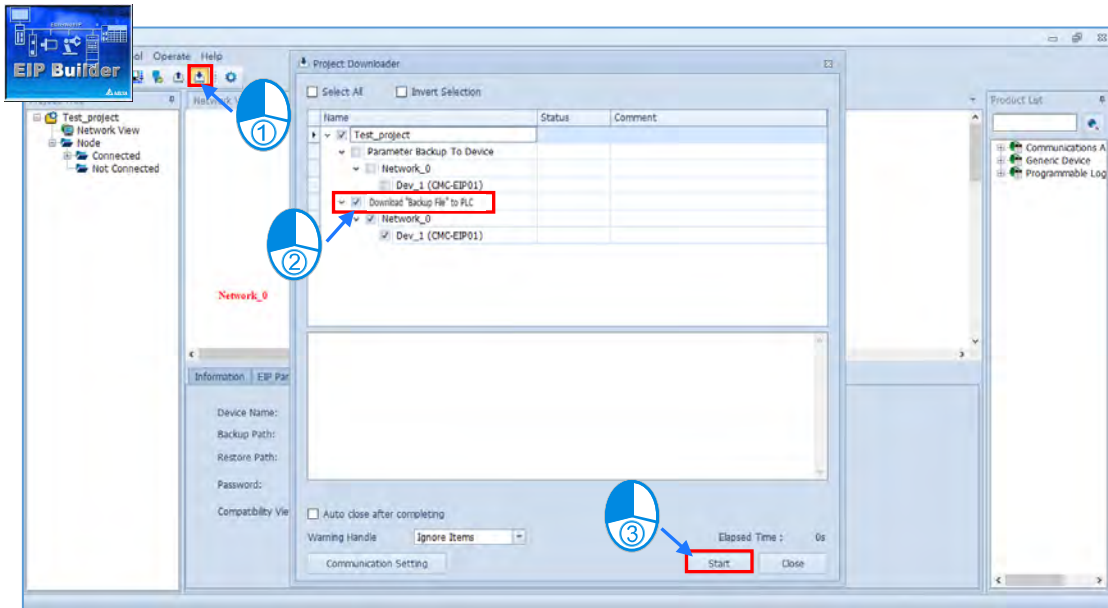 EIP Builder
Operate Help
Test_project
Network View
Node
Connected
Not Connected
①
Project Downloader
Select All
Invert Selection
Name Status Comment
Test_project
Parameter Backup To Device
Network_0
Dev_1 (CMC-EIP01)
Download "Backup File" to PLC
Network_0
Dev_1 (CMC-EIP01)
②
Network_0
Information
EIP Par
Device Name:
Backup Path:
Restore Path:
Password:
Compatibility Vie
Auto close after completing
Warning Handle Ignore Items
Elapsed Time : 0s
Communication Setting
③
Start
Close
Product List
Communications A
Generic Device
Programmable Log